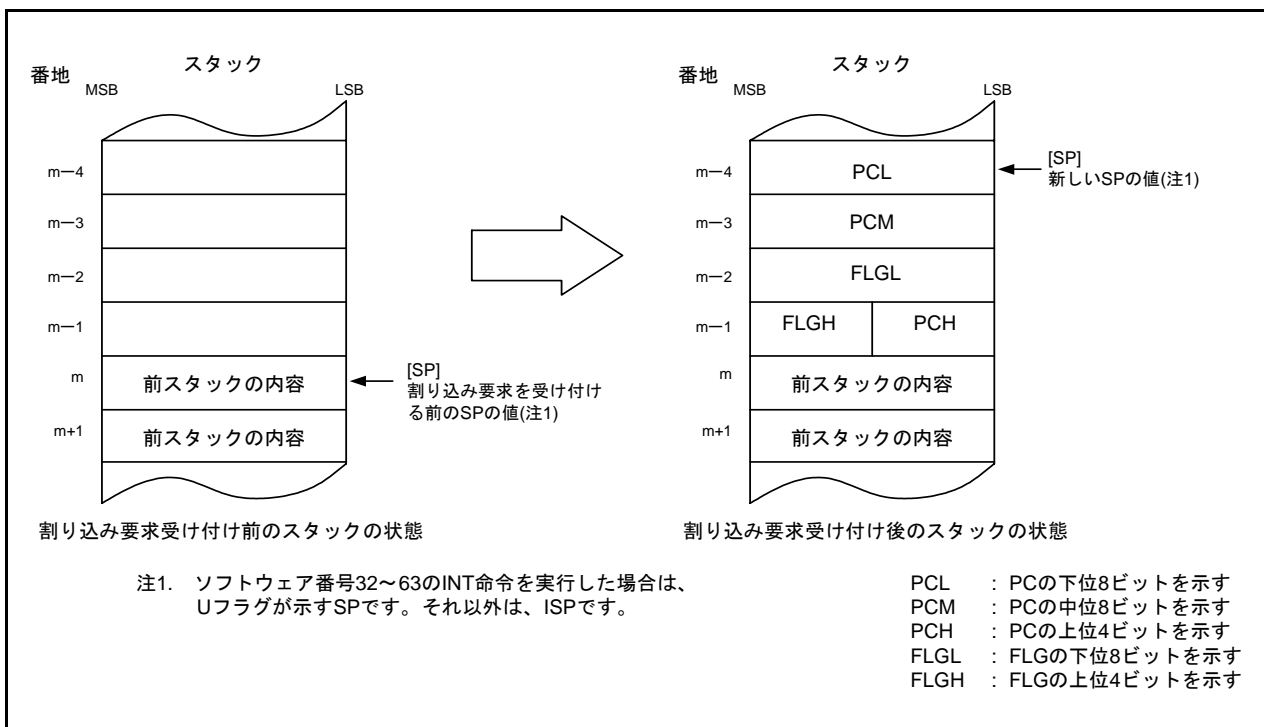 スタック
番地
MSB
LSB
m－4
m－3
m－2
m－1
m
前スタックの内容
m+1
前スタックの内容
[SP]
割り込み要求を受け付け
る前のSPの値(注1)
割り込み要求受け付け前のスタックの状態
スタック
番地
MSB
LSB
m－4
PCL
[SP]
新しいSPの値(注1)
m－3
PCM
m－2
FLGL
m－1
FLGH
PCH
m
前スタックの内容
m+1
前スタックの内容
割り込み要求受け付け後のスタックの状態
注1. ソフトウェア番号32～63のINT命令を実行した場合は、
Uフラグが示すSPです。それ以外は、ISPです。
PCL : PCの下位8ビットを示す
PCM : PCの中位8ビットを示す
PCH : PCの上位4ビットを示す
FLGL : FLGの下位8ビットを示す
FLGH : FLGの上位4ビットを示す